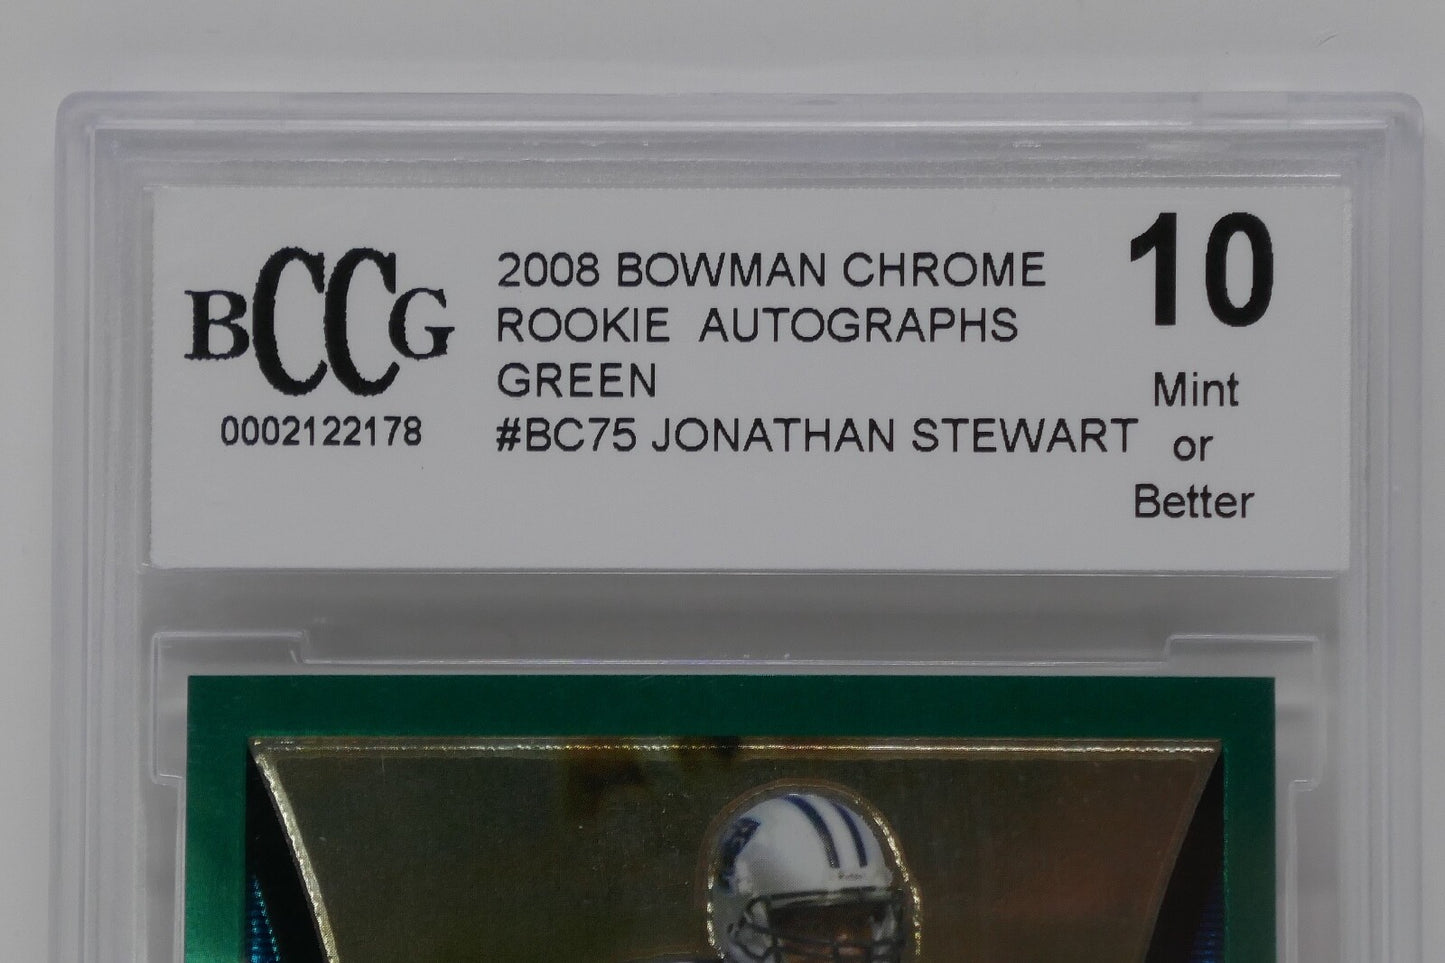 BCCG
0002122178
2008 BOWMAN CHROME
ROOKIE AUTOGRAPHS
GREEN
#BC75 JONATHAN STEWART
10
Mint
or
Better